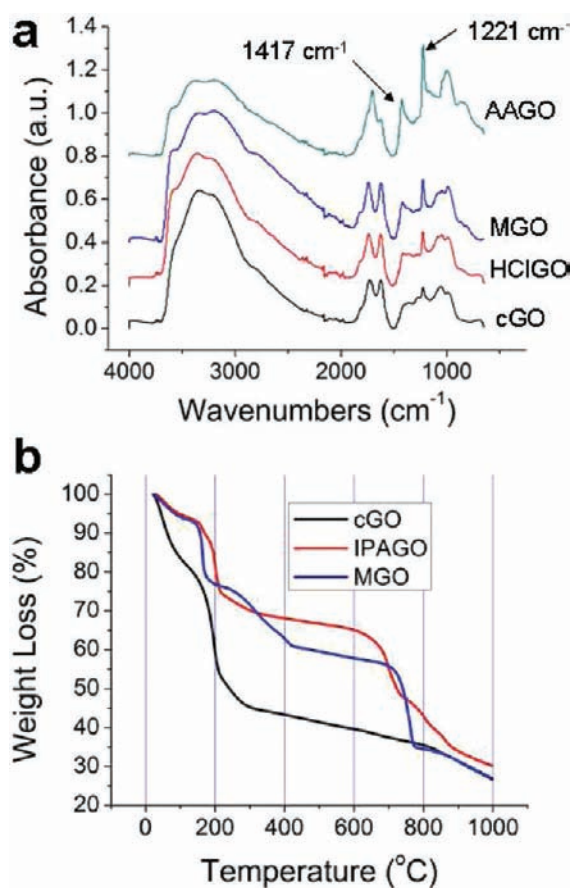 a
1417 cm⁻¹
1221 cm⁻
AAGO
MGO
HClGO
cGO
Absorbance (a.u.)
1.4
1.2
1.0
0.8
0.6
0.4
0.2
0.0
4000 3000 2000 1000
Wavenumbers (cm⁻¹)
b
cGO
IPAGO
MGO
Weight Loss (%)
100
90
80
70
60
50
40
30
20
0 200 400 600 800 1000
Temperature (°C)